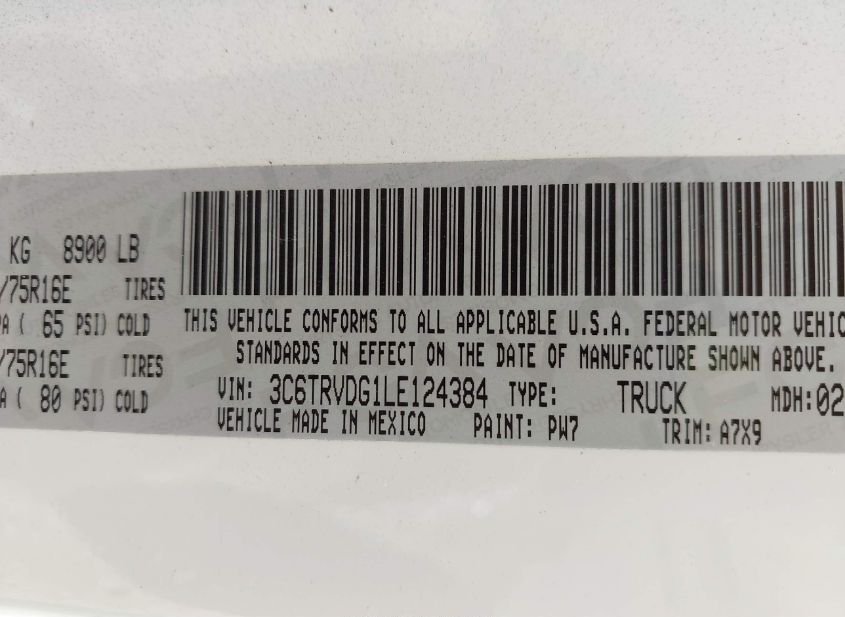 KG 8900 LB
/75R16E TIRES
PA ( 65 PSI) COLD
/75R16E TIRES
A ( 80 PSI) COLD
THIS VEHICLE CONFORMS TO ALL APPLICABLE U.S.A. FEDERAL MOTOR VEHIC
STANDARDS IN EFFECT ON THE DATE OF MANUFACTURE SHOWN ABOVE.
VIN: 3C6TRVDG1LE124384 TYPE: TRUCK MDH:02
VEHICLE MADE IN MEXICO PAINT: PW7 TRIM: A7X9